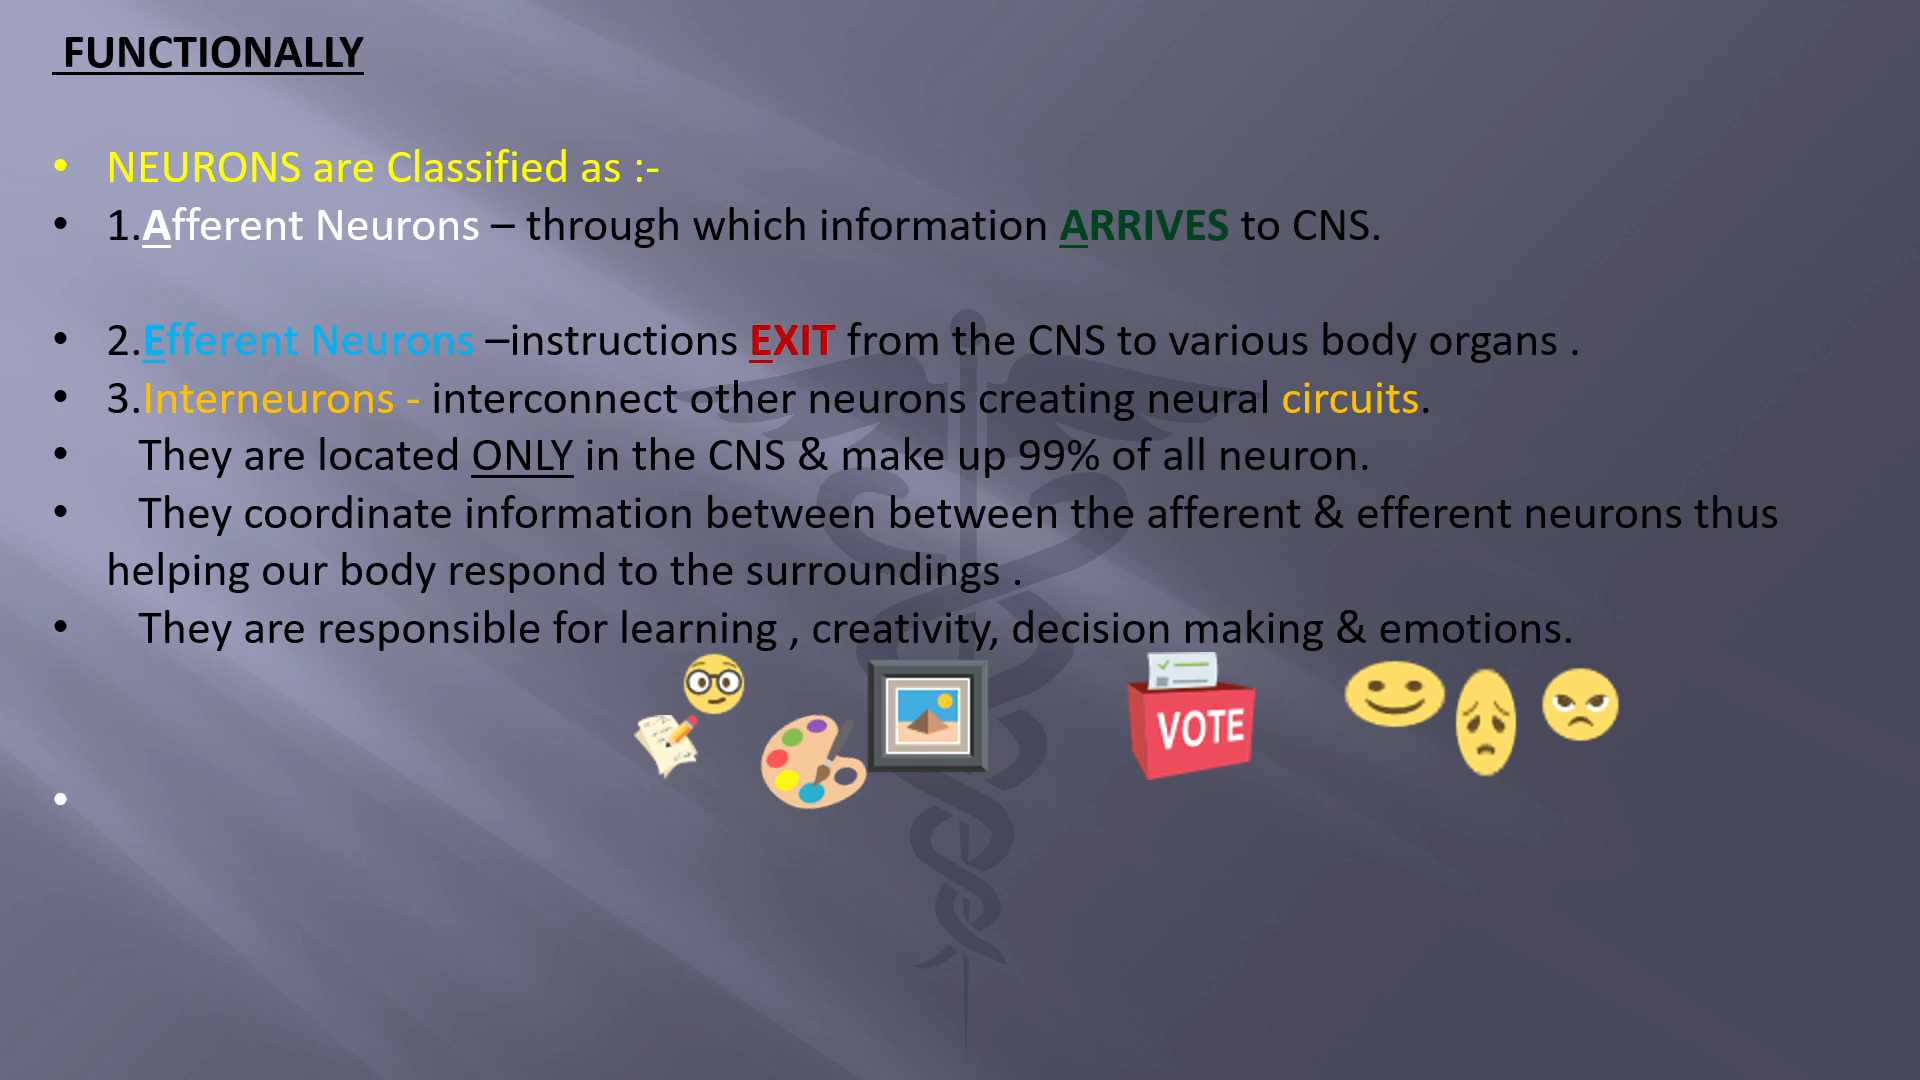 FUNCTIONALLY
• NEURONS are Classified as :-
• 1.Afferent Neurons – through which information ARRIVES to CNS.
• 2.Efferent Neurons –instructions EXIT from the CNS to various body organs .
• 3.Interneurons - interconnect other neurons creating neural circuits.
• They are located ONLY in the CNS & make up 99% of all neuron.
• They coordinate information between between the afferent & efferent neurons thus
helping our body respond to the surroundings .
• They are responsible for learning , creativity, decision making & emotions.
VOTE
•